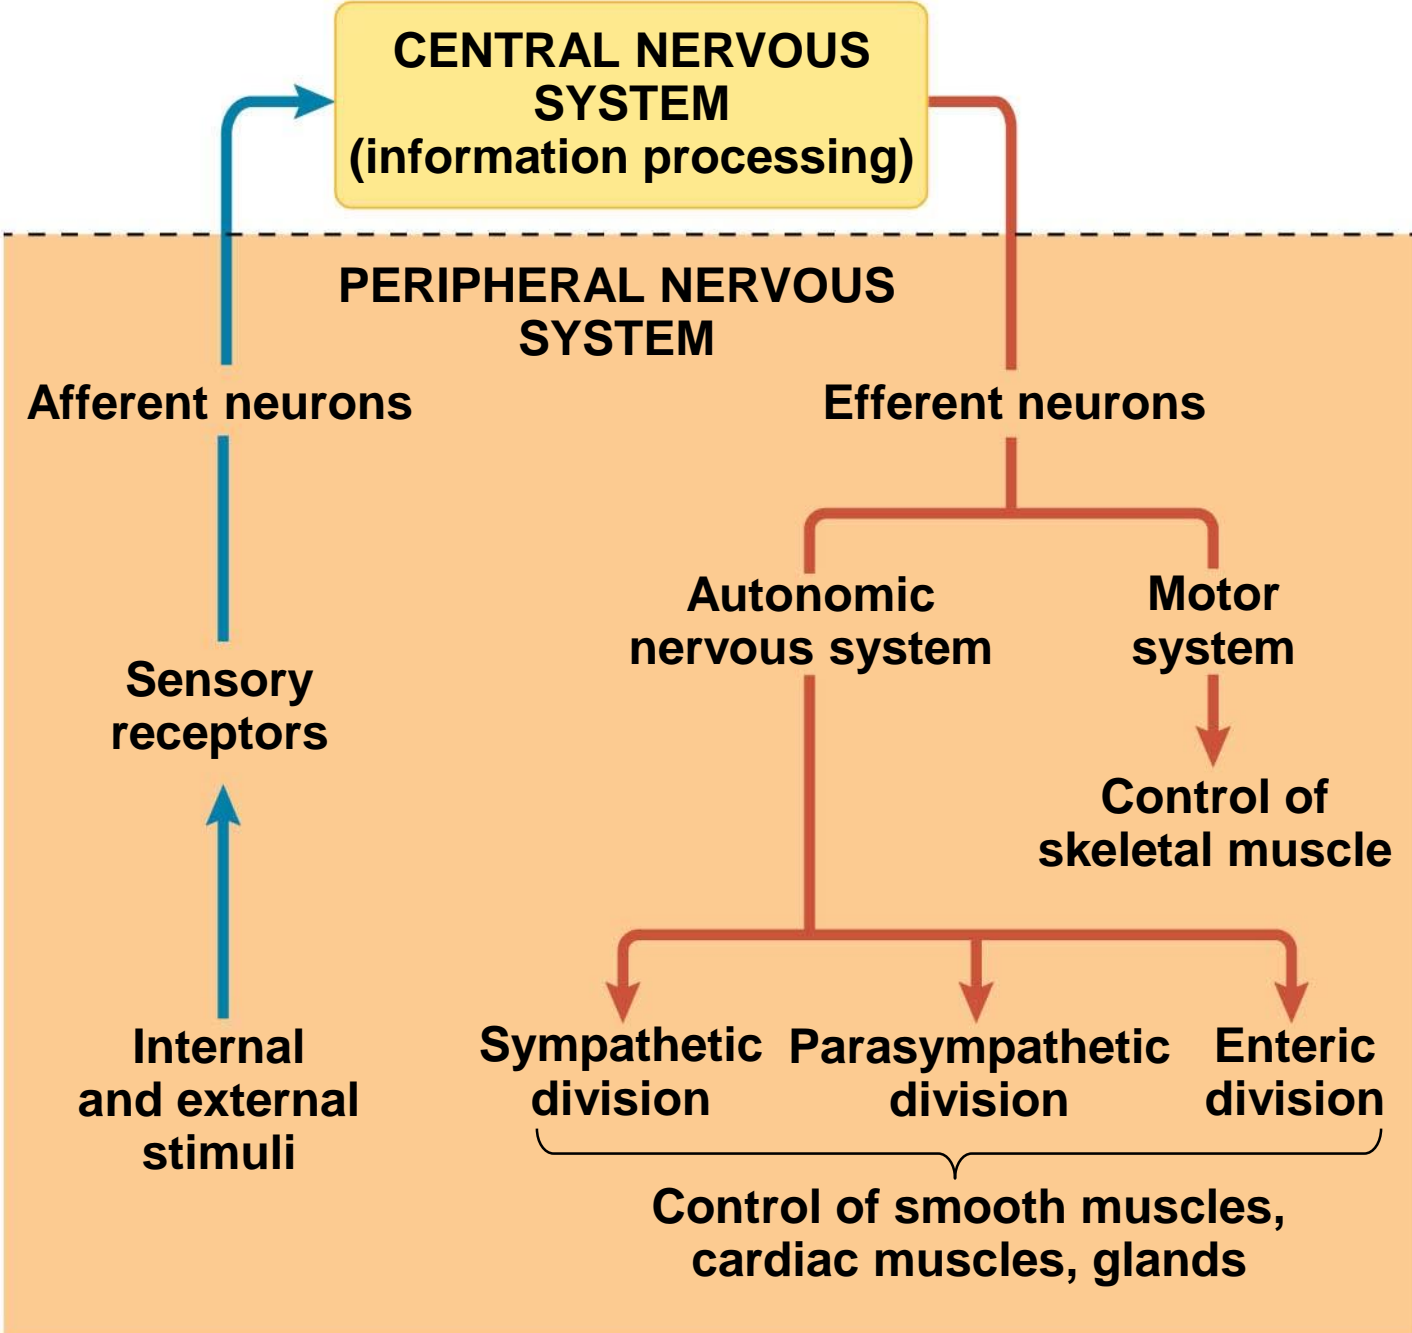 CENTRAL NERVOUS
SYSTEM
(information processing)
PERIPHERAL NERVOUS
SYSTEM
Afferent neurons
Efferent neurons
Autonomic
nervous system
Motor
system
Sensory
receptors
Control of
skeletal muscle
Internal
and external
stimuli
Sympathetic
division
Parasympathetic
division
Enteric
division
Control of smooth muscles,
cardiac muscles, glands